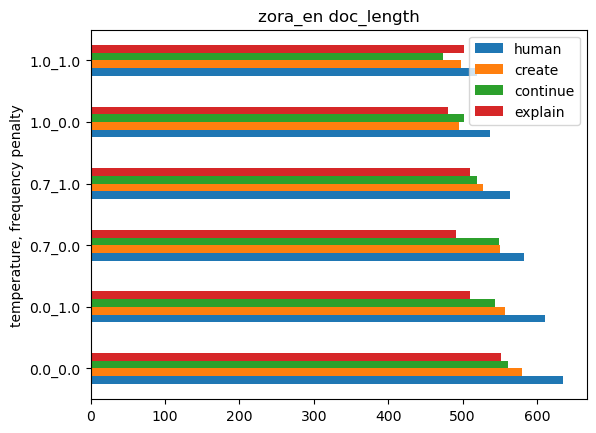 zora_en doc_length
human
create
continue
explain
temperature, frequency penalty
1.0_1.0
1.0_0.0
0.7_1.0
0.7_0.0
0.0_1.0
0.0_0.0
0 100 200 300 400 500 600